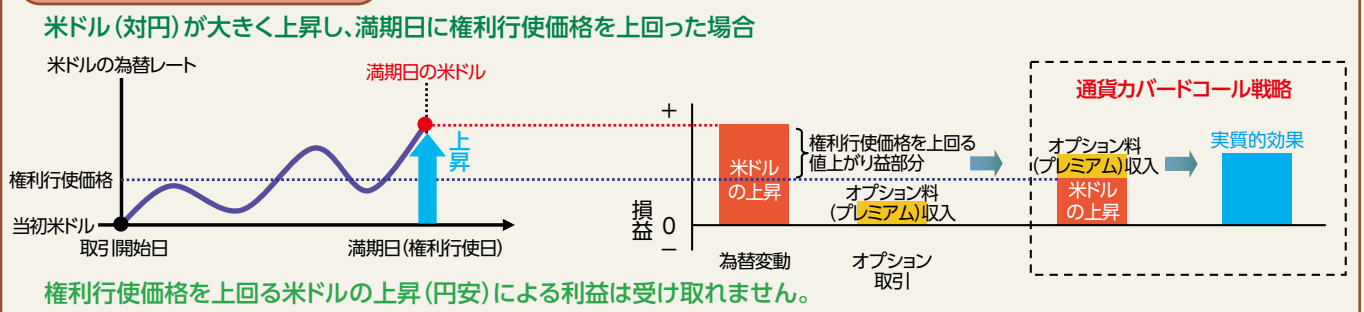 米ドル(対円)が大きく上昇し、満期日に権利行使価格を上回った場合
米ドルの為替レート
満期日の米ドル
上昇
権利行使価格
当初米ドル
取引開始日
満期日(権利行使日)
損益
+
0
−
米ドル
の上昇
権利行使価格を上回る
値上がり益部分
オプション料
(プレミアム)収入
為替変動
オプション
取引
通貨カバードコール戦略
オプション料
(プレミアム)収入
米ドル
の上昇
実質的効果
権利行使価格を上回る米ドルの上昇(円安)による利益は受け取れません。